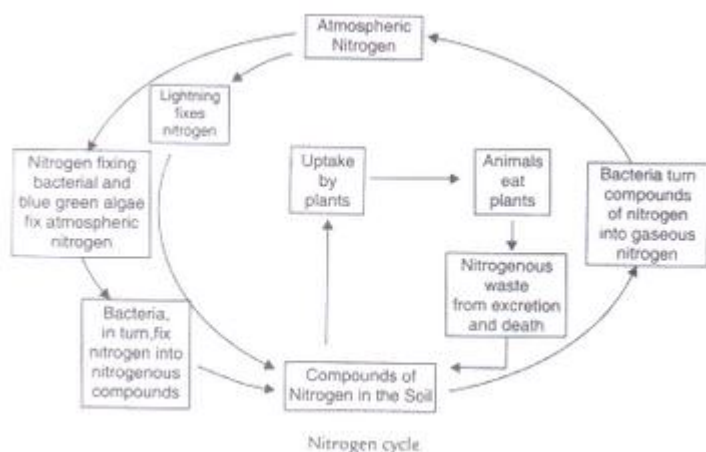 Atmospheric
Nitrogen
Lightning
fixes
nitrogen
Nitrogen fixing
bacterial and
blue green algae
fix atmospheric
nitrogen
Uptake
by
plants
Animals
eat
plants
Bacteria turn
compounds
of nitrogen
into gaseous
nitrogen
Nitrogenous
waste
from excretion
and death
Bacteria,
in turn,fix
nitrogen into
nitrogenous
compounds
Compounds of
Nitrogen in the Soil
Nitrogen cycle